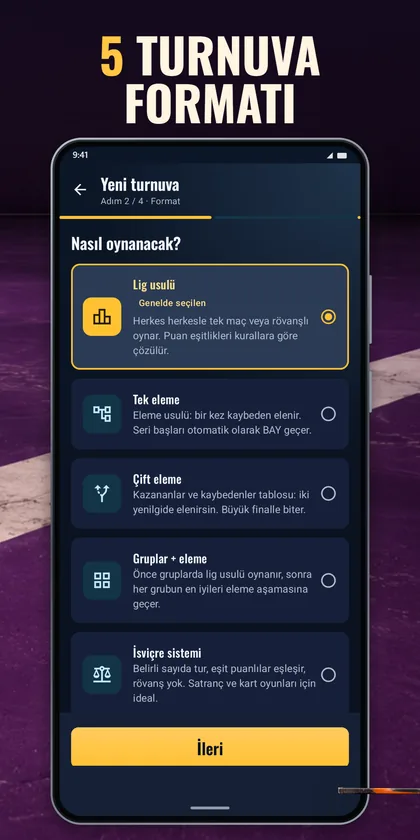 5 TURNUVA
FORMATI
9:41
Yeni turnuva
Adım 2 / 4 · Format
Nasıl oynanacak?
Lig usulü
Genelde seçilen
Herkes herkesle tek maç veya rövanşlı
oynar. Puan eşitlikleri kurallara göre
çözülür.
Tek eleme
Eleme usulü: bir kez kaybeden elenir.
Seri başları otomatik olarak BAY geçer.
Çift eleme
Kazananlar ve kaybedenler tablosu: iki
yenilgide elenirsin. Büyük finalle biter.
Gruplar + eleme
Önce gruplarda lig usulü oynanır, sonra
her grubun en iyileri eleme aşamasına
geçer.
İsviçre sistemi
Belirli sayıda tur, eşit puanlılar eşleşir,
rövanş yok. Satranç ve kart oyunları için
ideal.
İleri